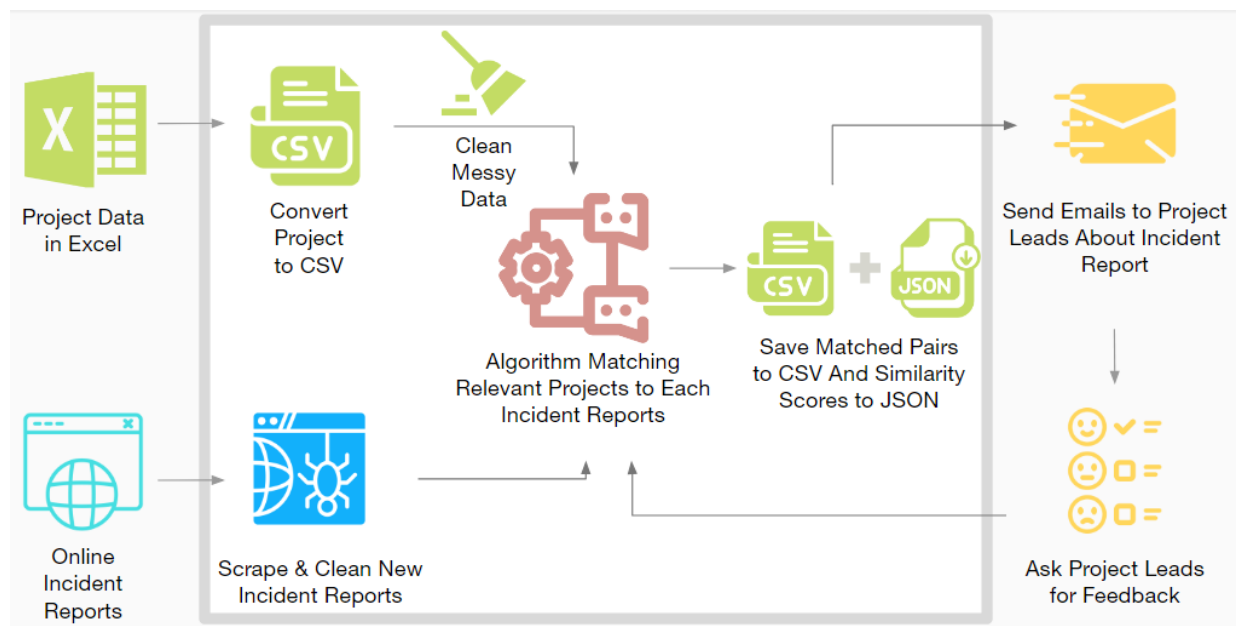 X
Project Data
in Excel
CSV
Convert
Project
to CSV
Clean
Messy
Data
Algorithm Matching
Relevant Projects to Each
Incident Reports
CSV
JSON
Save Matched Pairs
to CSV And Similarity
Scores to JSON
Send Emails to Project
Leads About Incident
Report
Online
Incident
Reports
Scrape & Clean New
Incident Reports
Ask Project Leads
for Feedback